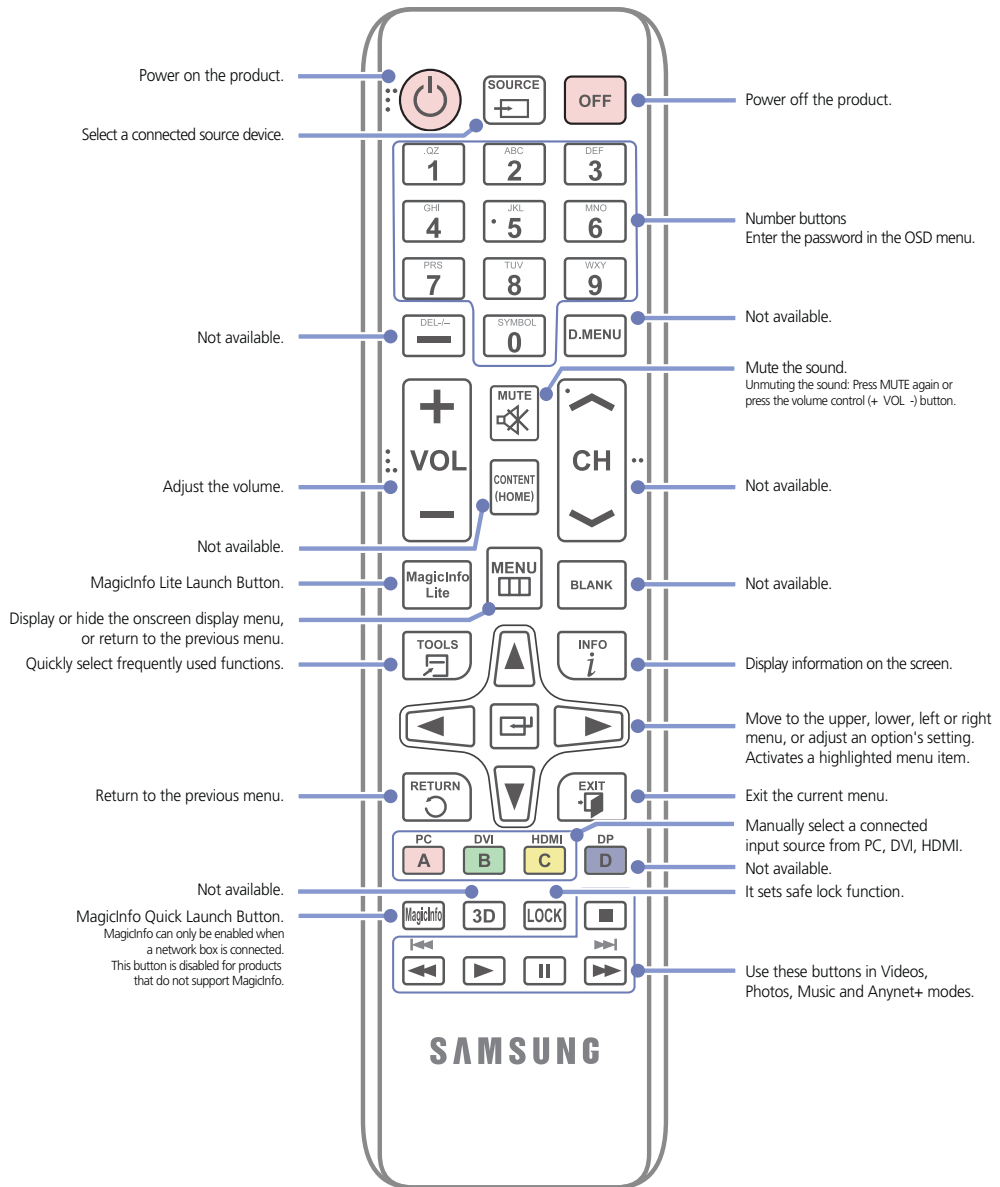 Power on the product.
SOURCE
OFF
Power off the product.
Select a connected source device.
.QZ
1
ABC
2
DEF
3
GHI
4
JKL
5
MNO
6
Number buttons
Enter the password in the OSD menu.
PRS
7
TUV
8
WXY
9
Not available.
DEL-/--
SYMBOL
0
D.MENU
Not available.
Mute the sound.
Unmuting the sound: Press MUTE again or
press the volume control (+ VOL -) button.
MUTE
+
VOL
−
CH
CONTENT
(HOME)
Adjust the volume.
Not available.
Not available.
MagicInfo Lite Launch Button.
MagicInfo
Lite
MENU
BLANK
Not available.
Display or hide the onscreen display menu,
or return to the previous menu.
Quickly select frequently used functions.
TOOLS
INFO
i
Display information on the screen.
Move to the upper, lower, left or right
menu, or adjust an option's setting.
Activates a highlighted menu item.
Return to the previous menu.
RETURN
EXIT
Exit the current menu.
Manually select a connected
input source from PC, DVI, HDMI.
PC
A
DVI
B
HDMI
C
DP
D
Not available.
Not available.
It sets safe lock function.
MagicInfo Quick Launch Button.
MagicInfo can only be enabled when
a network box is connected.
This button is disabled for products
that do not support MagicInfo.
MagicInfo
3D
LOCK
Use these buttons in Videos,
Photos, Music and Anynet+ modes.
SAMSUNG